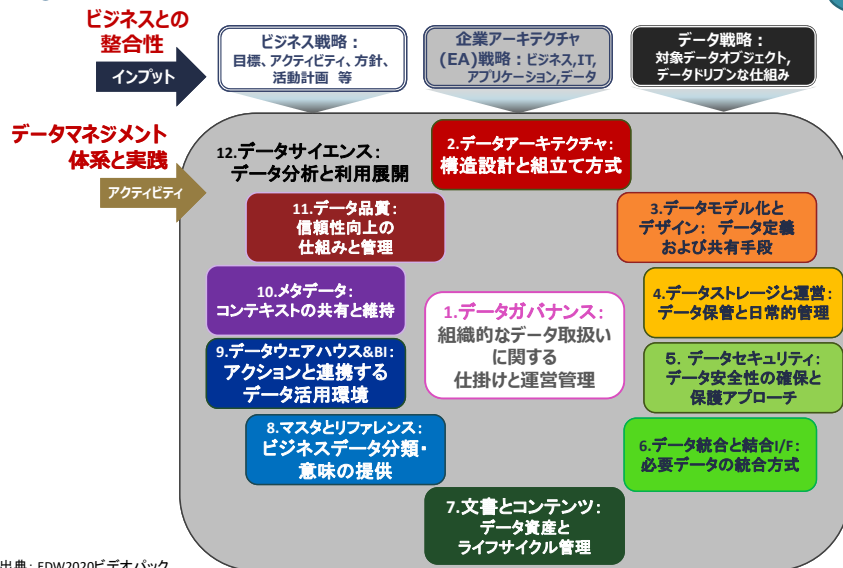 ビジネスとの
整合性
インプット
ビジネス戦略：
目標、アクティビティ、方針、
活動計画 等
企業アーキテクチャ
(EA)戦略：ビジネス,IT,
アプリケーション,データ
データ戦略：
対象データオブジェクト,
データドリブンな仕組み
データマネジメント
体系と実践
アクティビティ
12.データサイエンス：
データ分析と利用展開
2.データアーキテクチャ：
構造設計と組立て方式
11.データ品質：
信頼性向上の
仕組みと管理
3.データモデル化と
デザイン： データ定義
および共有手段
10.メタデータ：
コンテキストの共有と維持
1.データガバナンス：
組織的なデータ取扱い
に関する
仕掛けと運営管理
4.データストレージと運営：
データ保管と日常的管理
9.データウェアハウス&BI：
アクションと連携する
データ活用環境
５．データセキュリティ：
データ安全性の確保と
保護アプローチ
8.マスタとリファレンス：
ビジネスデータ分類・
意味の提供
6.データ統合と結合I/F：
必要データの統合方式
7.文書とコンテンツ：
データ資産と
ライフサイクル管理
出典：EDW2020ビデオパック